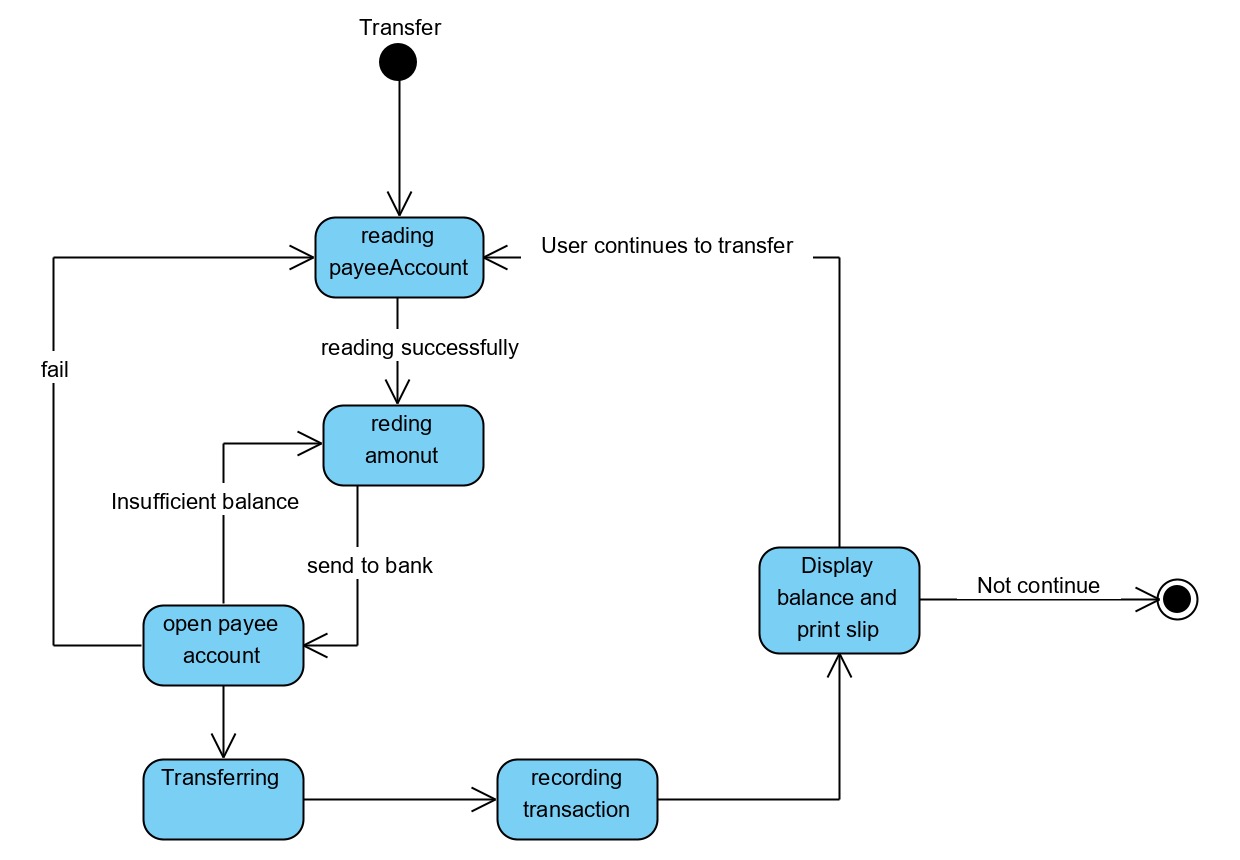 Transfer
reading
payeeAccount
User continues to transfer
reading successfully
fail
reding
amonut
Insufficient balance
send to bank
open payee
account
Display
balance and
print slip
Not continue
Transferring
recording
transaction